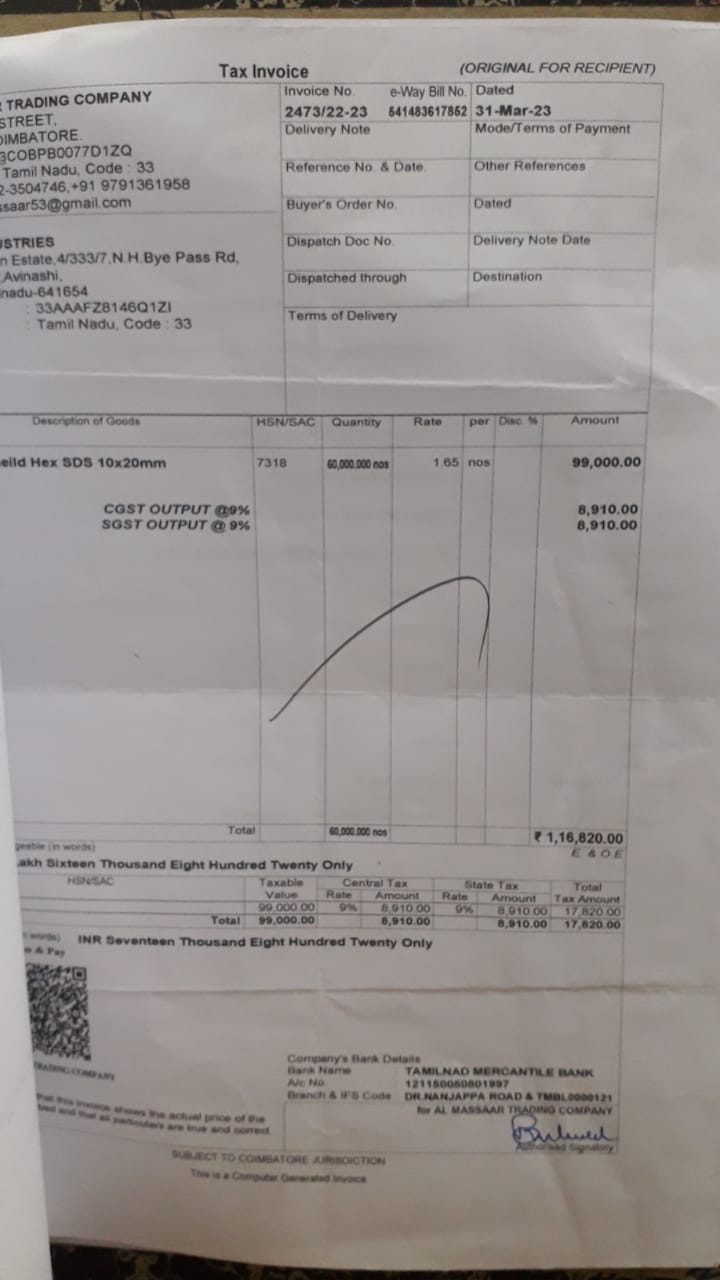 Tax Invoice
(ORIGINAL FOR RECIPIENT)
TRADING COMPANY
STREET,
OIMBATORE.
3COBPB0077D1ZQ
Tamil Nadu, Code : 33
2-3504746,+91 9791361958
ssaar53@gmail.com
USTRIES
n Estate,4/333/7,N.H.Bye Pass Rd,
,Avinashi,
nadu-641654
: 33AAAFZ8146Q1ZI
: Tamil Nadu, Code : 33
Invoice No. e-Way Bill No. Dated
2473/22-23 541483617852 31-Mar-23
Delivery Note Mode/Terms of Payment
Reference No. & Date. Other References
Buyer's Order No. Dated
Dispatch Doc No. Delivery Note Date
Dispatched through Destination
Terms of Delivery
Description of Goods HSN/SAC Quantity Rate per Disc. % Amount
eild Hex SDS 10x20mm 7318 60,000.000 nos 1.65 nos 99,000.00
CGST OUTPUT @9% 8,910.00
SGST OUTPUT @ 9% 8,910.00
Total 60,000.000 nos ₹ 1,16,820.00
geable (in words) E & O E
akh Sixteen Thousand Eight Hundred Twenty Only
HSN/SAC Taxable Central Tax State Tax Total
Value Rate Amount Rate Amount Tax Amount
99,000.00 9% 8,910.00 9% 8,910.00 17,820.00
Total 99,000.00 8,910.00 8,910.00 17,820.00
words) INR Seventeen Thousand Eight Hundred Twenty Only
& Pay
TRADING COMPANY
Company's Bank Details
Bank Name TAMILNAD MERCANTILE BANK
A/c No. 121150050801997
Branch & IFS Code DR.NANJAPPA ROAD & TMBL0000121
that this invoice shows the actual price of the
bed and that all particulars are true and correct.
for AL MASSAAR TRADING COMPANY
Authorised Signatory
SUBJECT TO COIMBATORE JURISDICTION
This is a Computer Generated Invoice